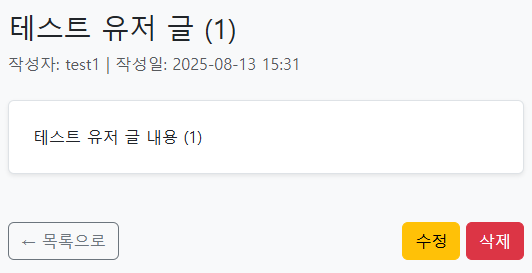 테스트 유저 글 (1)
작성자: test1 | 작성일: 2025-08-13 15:31
테스트 유저 글 내용 (1)
← 목록으로
수정
삭제